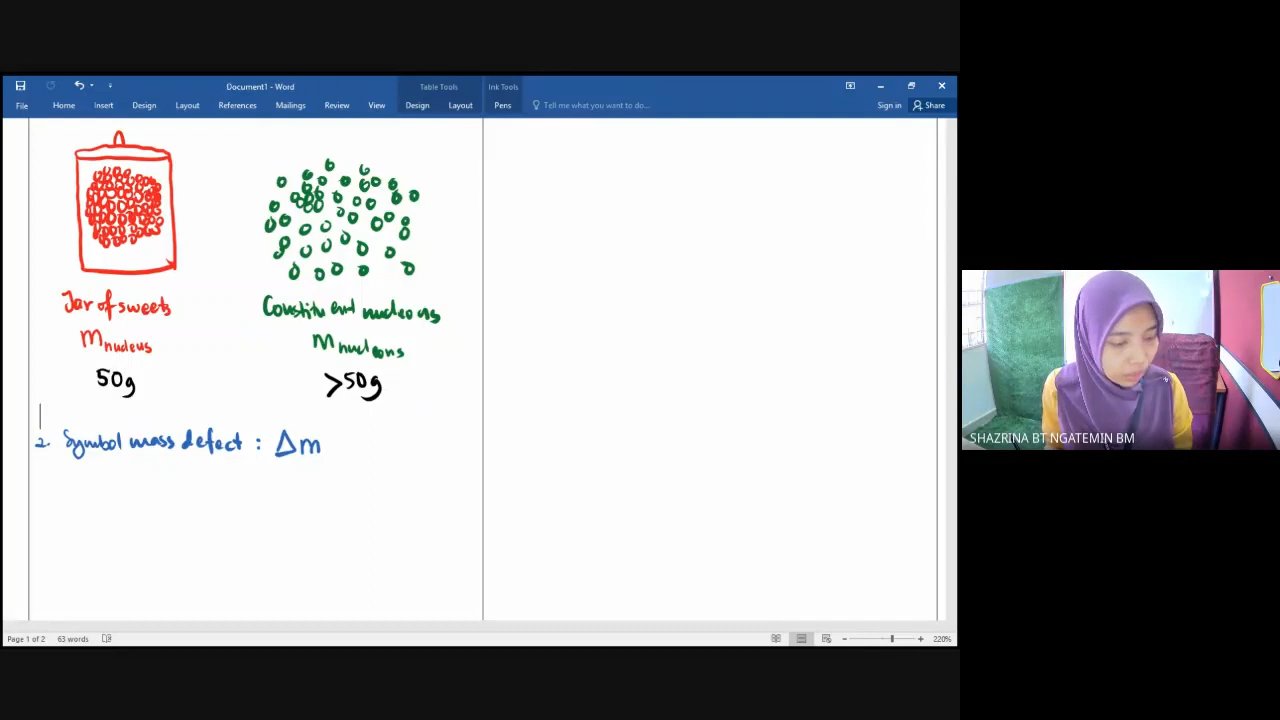 Document1 - Word
Table Tools
Ink Tools
File Home Insert Design Layout References Mailings Review View Design Layout Pens Tell me what you want to do... Sign in Share
Jar of sweets
Mnucleus
50g
Constituent nucleons
Mnucleons
>50g
2. Symbol mass defect : Δm
SHAZRINA BT NGATEMIN BM
Page 1 of 2 63 words 220%